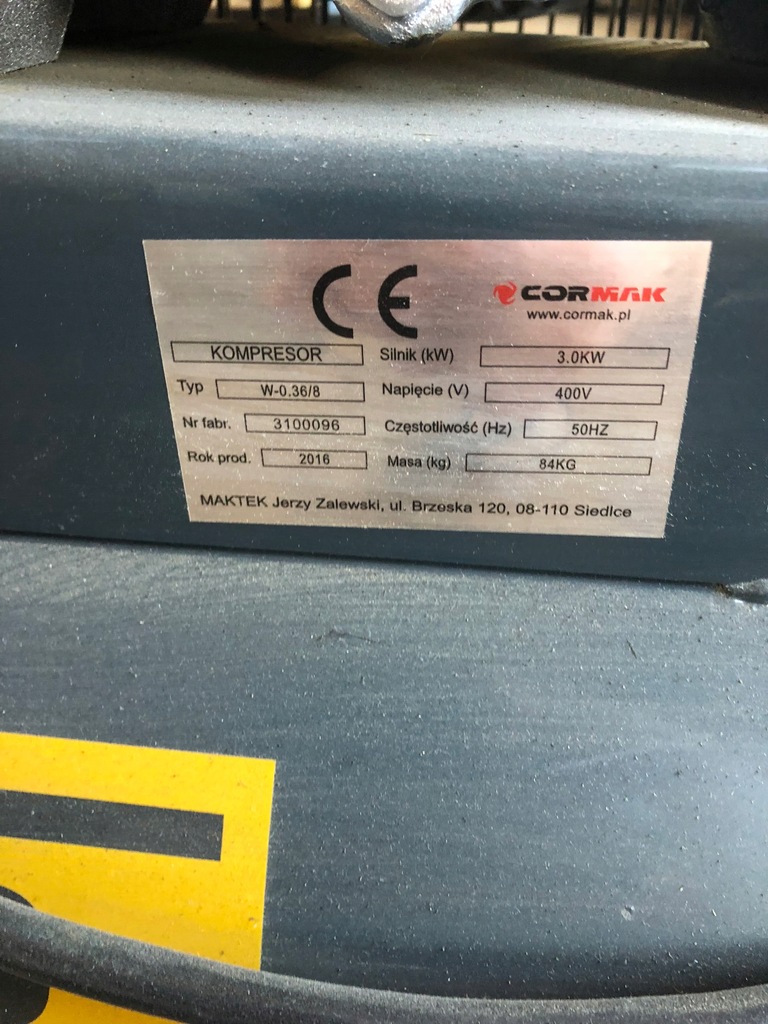 CE
CORMAK
www.cormak.pl
KOMPRESOR Silnik (kW) 3.0KW
Typ W-0.36/8 Napięcie (V) 400V
Nr fabr. 3100096 Częstotliwość (Hz) 50HZ
Rok prod. 2016 Masa (kg) 84KG
MAKTEK Jerzy Zalewski, ul. Brzeska 120, 08-110 Siedlce